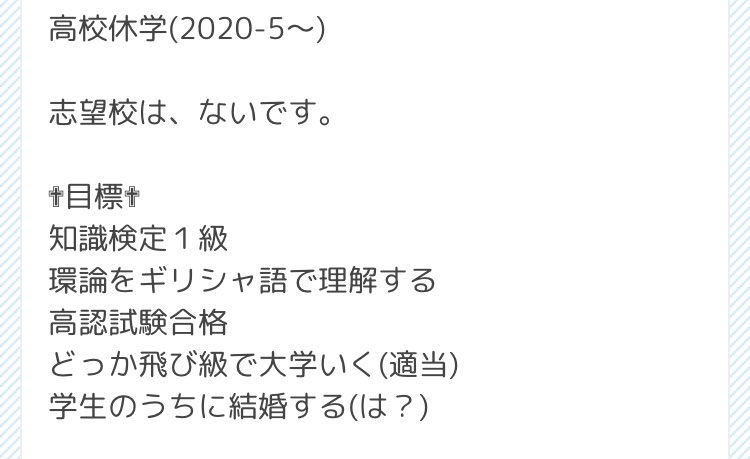 高校休学(2020-5〜)
志望校は、ないです。
✟目標✟
知識検定１級
環論をギリシャ語で理解する
高認試験合格
どっか飛び級で大学いく(適当)
学生のうちに結婚する(は？)